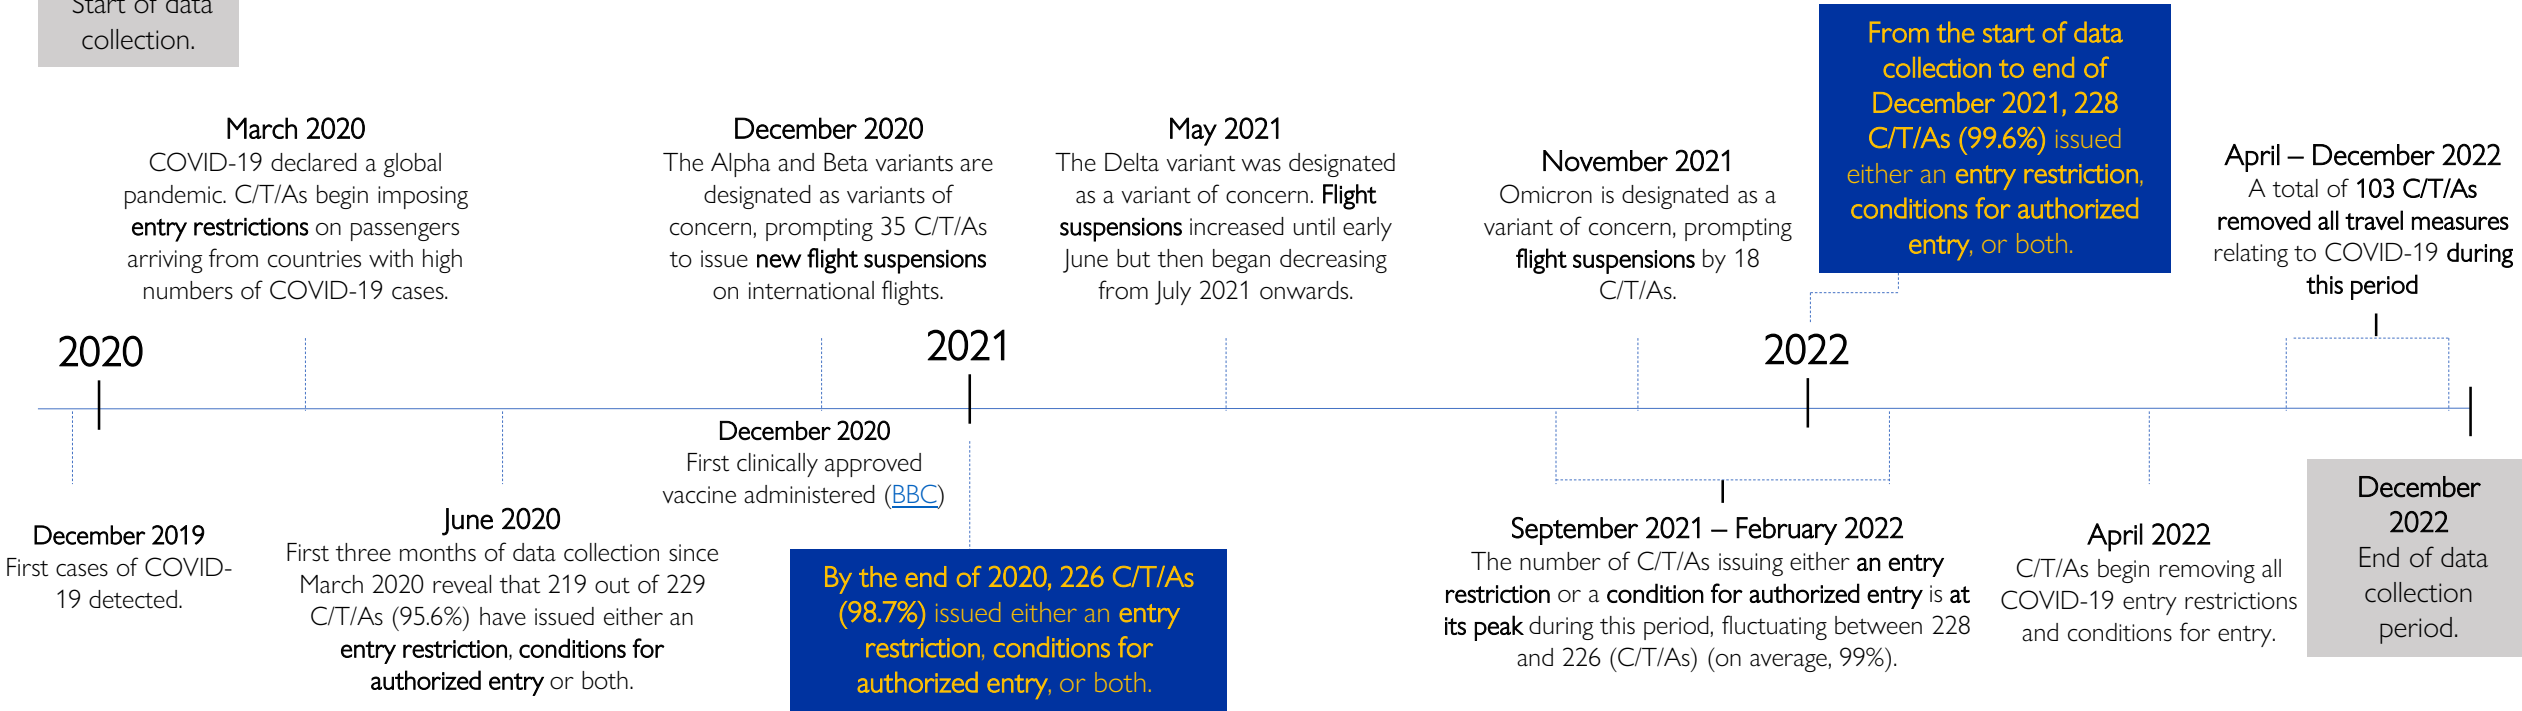 Start of data
collection.
From the start of data
collection to end of
December 2021, 228
C/T/As (99.6%) issued
either an entry restriction,
conditions for authorized
entry, or both.
March 2020
COVID-19 declared a global
pandemic. C/T/As begin imposing
entry restrictions on passengers
arriving from countries with high
numbers of COVID-19 cases.
December 2020
The Alpha and Beta variants are
designated as variants of
concern, prompting 35 C/T/As
to issue new flight suspensions
on international flights.
May 2021
The Delta variant was designated
as a variant of concern. Flight
suspensions increased until early
June but then began decreasing
from July 2021 onwards.
November 2021
Omicron is designated as a
variant of concern, prompting
flight suspensions by 18
C/T/As.
April – December 2022
A total of 103 C/T/As
removed all travel measures
relating to COVID-19 during
this period
2020
2021
2022
December 2019
First cases of COVID-
19 detected.
June 2020
First three months of data collection since
March 2020 reveal that 219 out of 229
C/T/As (95.6%) have issued either an
entry restriction, conditions for
authorized entry or both.
December 2020
First clinically approved
vaccine administered (BBC)
By the end of 2020, 226 C/T/As
(98.7%) issued either an entry
restriction, conditions for
authorized entry, or both.
September 2021 – February 2022
The number of C/T/As issuing either an entry
restriction or a condition for authorized entry is at
its peak during this period, fluctuating between 228
and 226 (C/T/As) (on average, 99%).
April 2022
C/T/As begin removing all
COVID-19 entry restrictions
and conditions for entry.
December
2022
End of data
collection
period.